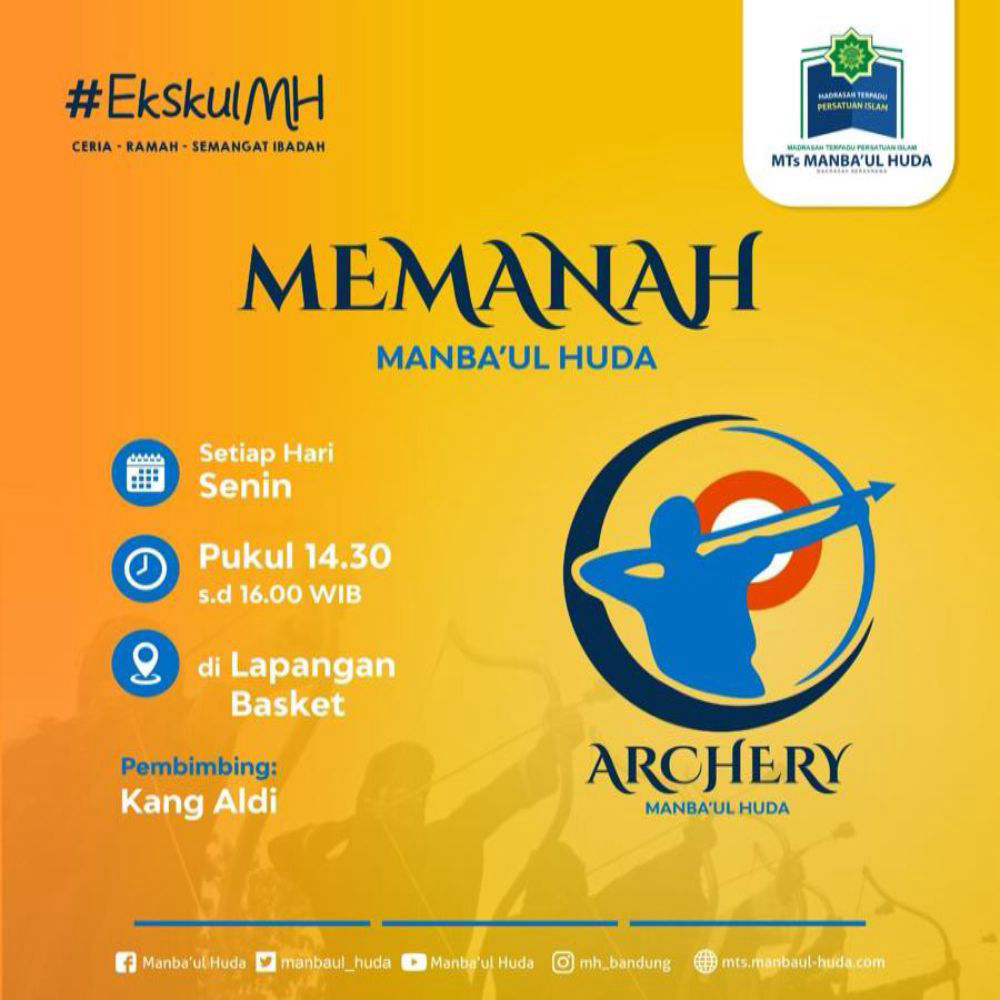 #EkskulMH
CERIA - RAMAH - SEMANGAT IBADAH
MADRASAH TERPADU
PERSATUAN ISLAM
MADRASAH TERPADU PERSATUAN ISLAM
MTs MANBA'UL HUDA
MEMANAH
MANBA'UL HUDA
Setiap Hari
Senin
Pukul 14.30
s.d 16.00 WIB
di Lapangan
Basket
Pembimbing:
Kang Aldi
ARCHERY
MANBA'UL HUDA
Manba'ul Huda manbaul_huda Manba'ul Huda mh_bandung mts.manbaul-huda.com